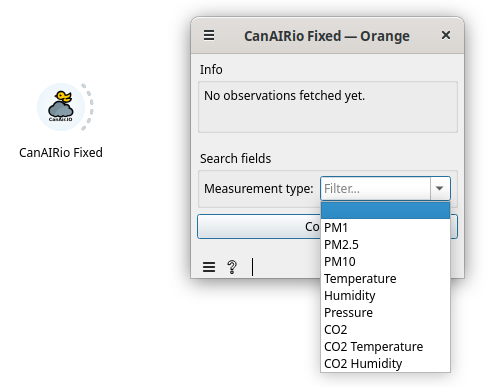 CanAIRio Fixed — Orange
Info
No observations fetched yet.
CanAirIO
CanAIRio Fixed
Search fields
Measurement type: Filter...
Co
PM1
PM2.5
PM10
Temperature
Humidity
Pressure
CO2
CO2 Temperature
CO2 Humidity
?